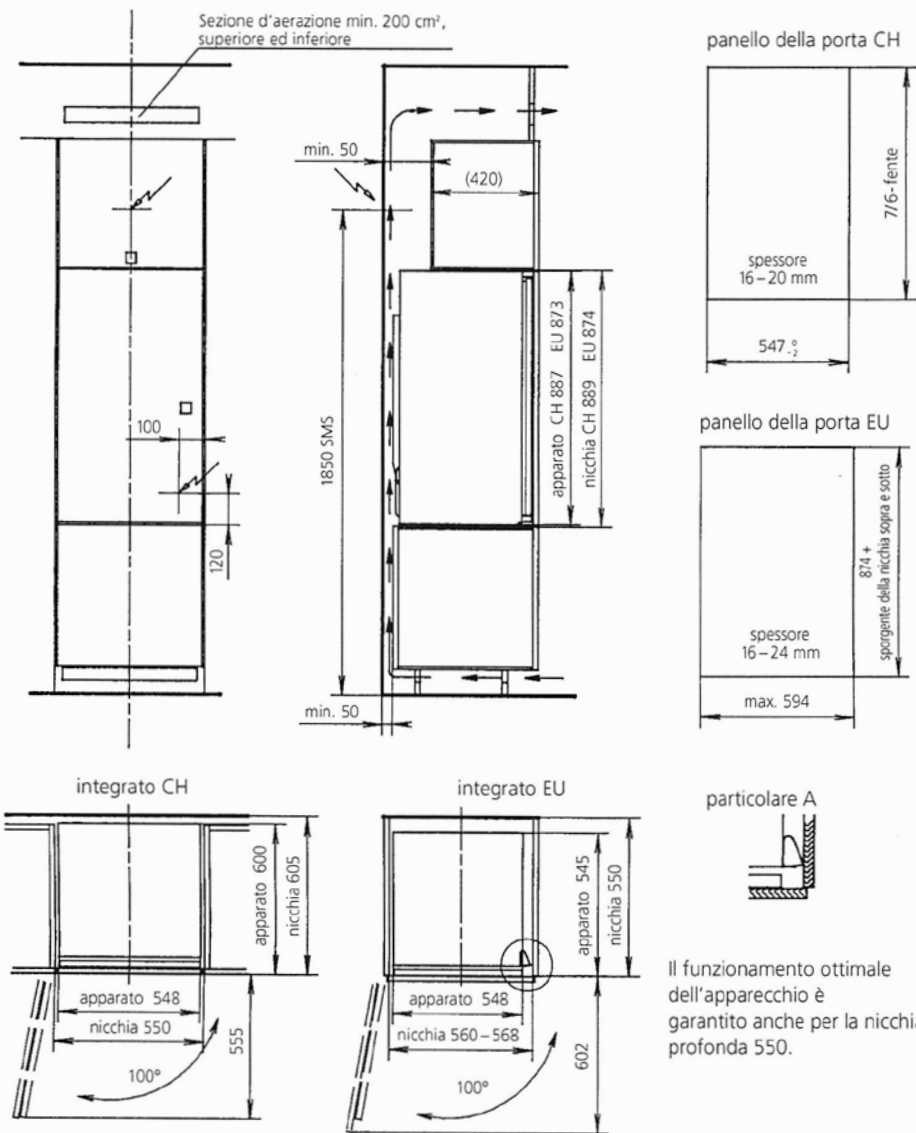 Sezione d'aerazione min. 200 cm²,
superiore ed inferiore
min. 50
(420)
1850 SMS
apparato CH 887 EU 873
nicchia CH 889 EU 874
100
120
min. 50
panello della porta CH
7/6-fente
spessore
16–20 mm
547 0 -2
panello della porta EU
874 +
sporgente della nicchia sopra e sotto
spessore
16–24 mm
max. 594
integrato CH
apparato 600
nicchia 605
apparato 548
nicchia 550
555
100°
integrato EU
apparato 545
nicchia 550
apparato 548
nicchia 560–568
602
100°
particolare A
Il funzionamento ottimale
dell'apparecchio è
garantito anche per la nicchia
profonda 550.